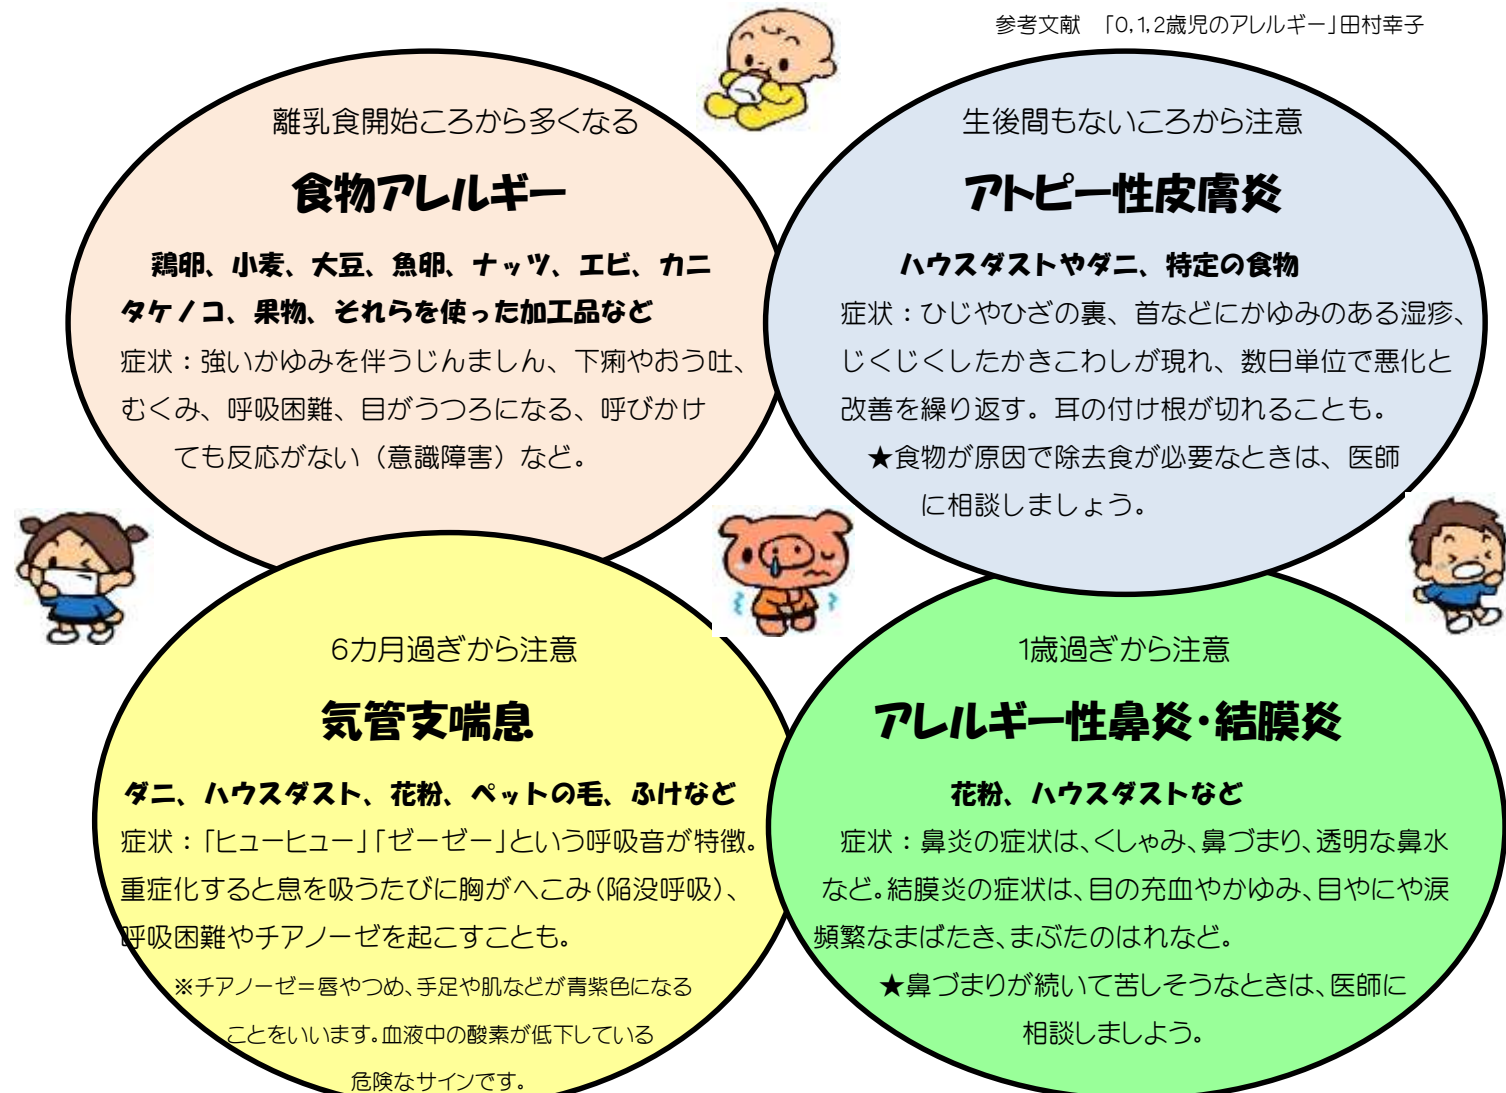 参考文献　「0,1,2歳児のアレルギー」田村幸子
離乳食開始ころから多くなる
食物アレルギー
鶏卵、小麦、大豆、魚卵、ナッツ、エビ、カニ
タケノコ、果物、それらを使った加工品など
症状：強いかゆみを伴うじんましん、下痢やおう吐、
むくみ、呼吸困難、目がうつろになる、呼びかけ
ても反応がない（意識障害）など。
生後間もないころから注意
アトピー性皮膚炎
ハウスダストやダニ、特定の食物
症状：ひじやひざの裏、首などにかゆみのある湿疹、
じくじくしたかきこわしが現れ、数日単位で悪化と
改善を繰り返す。耳の付け根が切れることも。
★食物が原因で除去食が必要なときは、医師
に相談しましょう。
6カ月過ぎから注意
気管支喘息
ダニ、ハウスダスト、花粉、ペットの毛、ふけなど
症状：「ヒューヒュー」「ゼーゼー」という呼吸音が特徴。
重症化すると息を吸うたびに胸がへこみ（陥没呼吸）、
呼吸困難やチアノーゼを起こすことも。
※チアノーゼ＝唇やつめ、手足や肌などが青紫色になる
ことをいいます。血液中の酸素が低下している
危険なサインです。
1歳過ぎから注意
アレルギー性鼻炎・結膜炎
花粉、ハウスダストなど
症状：鼻炎の症状は、くしゃみ、鼻づまり、透明な鼻水
など。結膜炎の症状は、目の充血やかゆみ、目やにや涙
頻繁なまばたき、まぶたのはれなど。
★鼻づまりが続いて苦しそうなときは、医師に
相談しましよう。